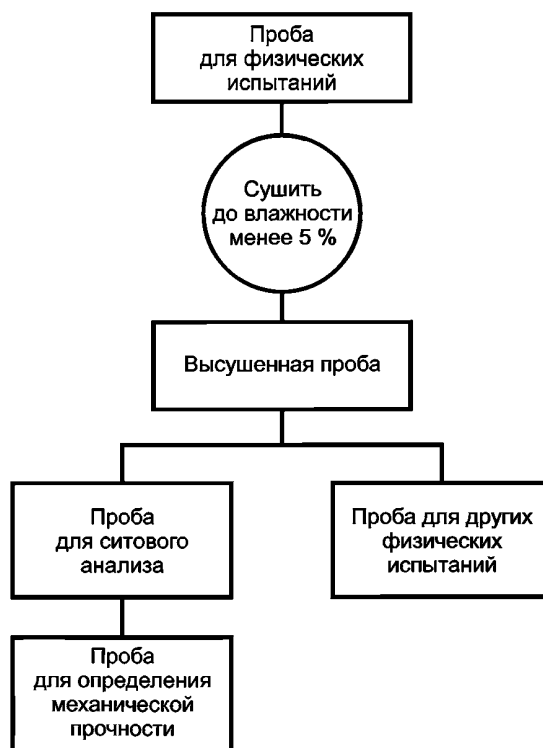 Проба
для физических
испытаний
Сушить
до влажности
менее 5 %
Высушенная проба
Проба
для ситового
анализа
Проба для других
физических
испытаний
Проба
для определения
механической
прочности